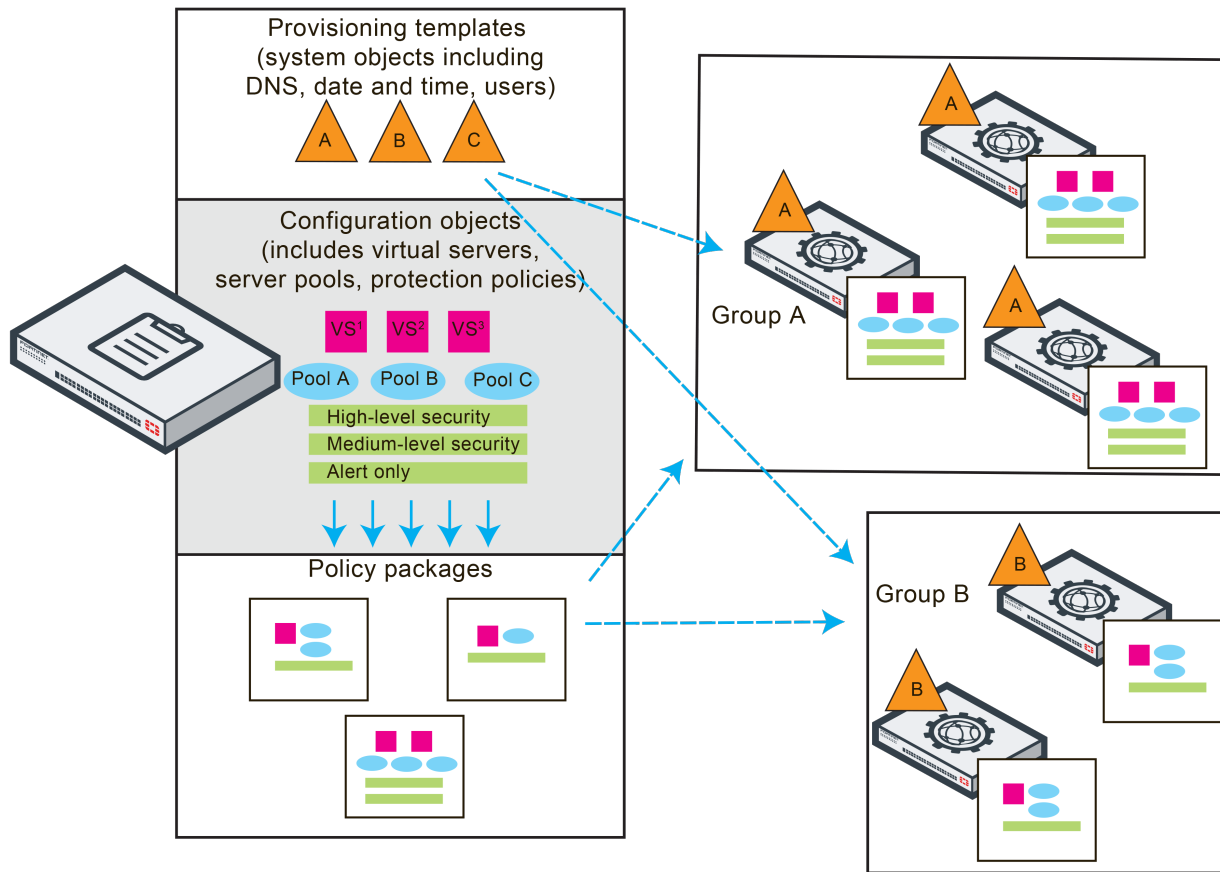 Provisioning templates
(system objects including
DNS, date and time, users)
A
B
C
Configuration objects
(includes virtual servers,
server pools, protection policies)
VS¹
VS²
VS³
Pool A
Pool B
Pool C
High-level security
Medium-level security
Alert only
Policy packages
A
A
Group A
A
B
Group B
B